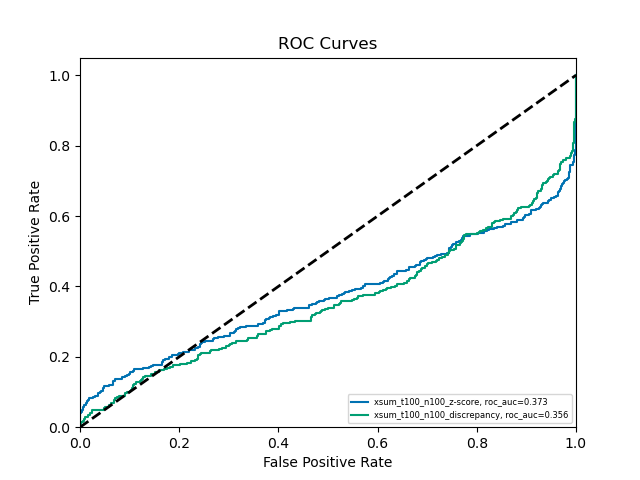 ROC Curves
True Positive Rate
1.0
0.8
0.6
0.4
0.2
0.0
xsum_t100_n100_z-score, roc_auc=0.373
xsum_t100_n100_discrepancy, roc_auc=0.356
0.0 0.2 0.4 0.6 0.8 1.0
False Positive Rate